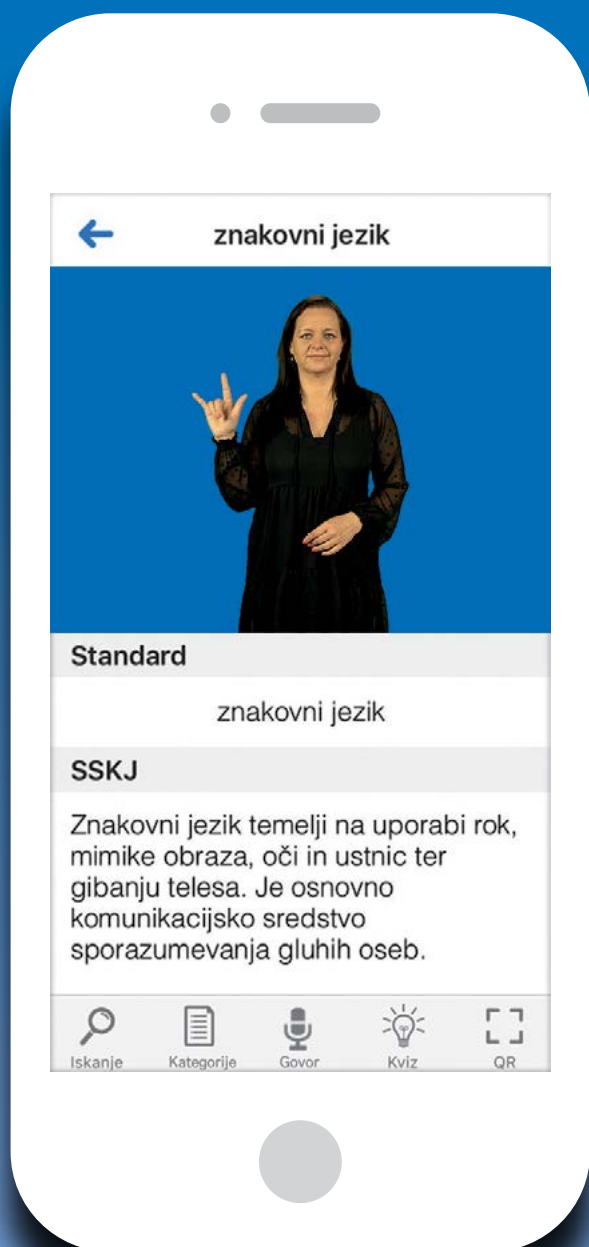 znakovni jezik
Standard
znakovni jezik
SSKJ
Znakovni jezik temelji na uporabi rok,
mimike obraza, oči in ustnic ter
gibanju telesa. Je osnovno
komunikacijsko sredstvo
sporazumevanja gluhih oseb.
Iskanje Kategorije Govor Kviz QR